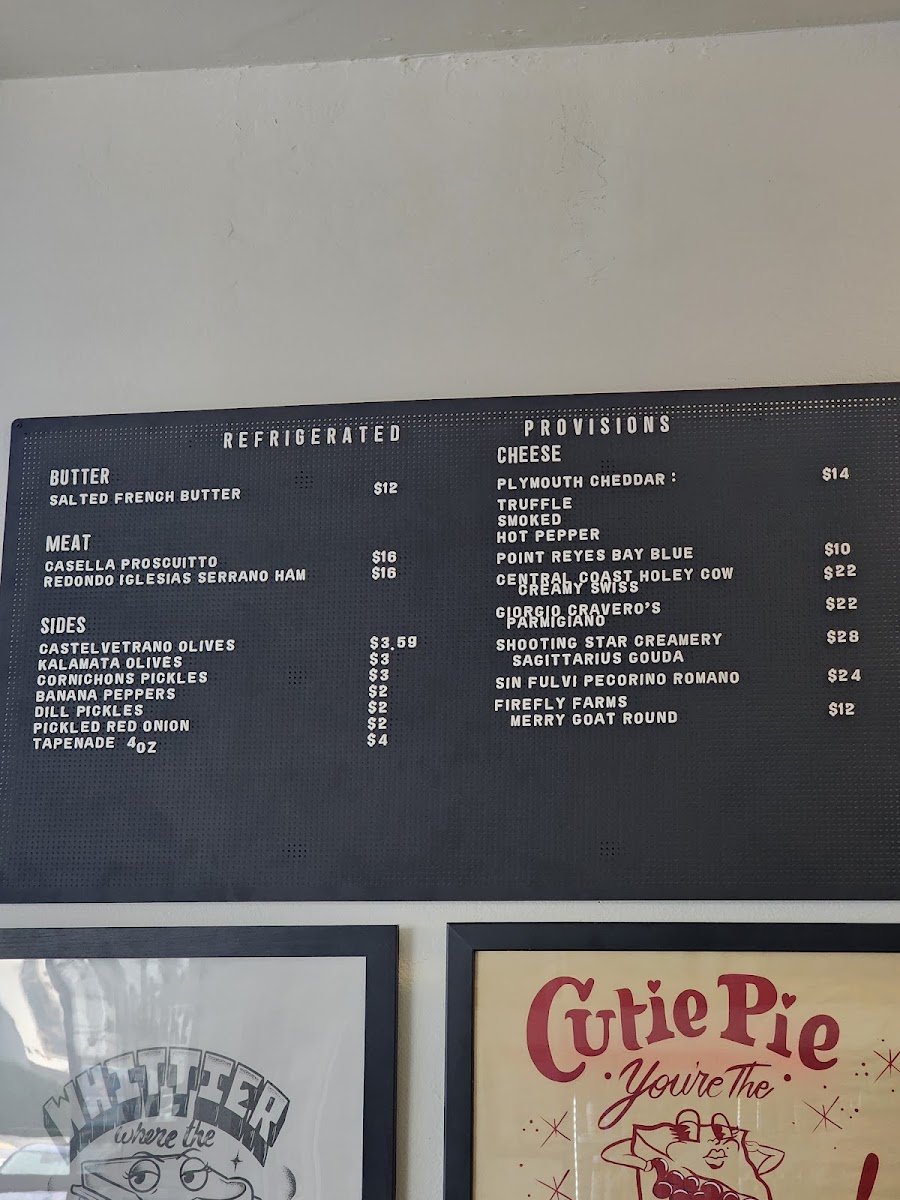 REFRIGERATED PROVISIONS
BUTTER
SALTED FRENCH BUTTER $12
MEAT
CASELLA PROSCUITTO $16
REDONDO IGLESIAS SERRANO HAM $16
SIDES
CASTELVETRANO OLIVES $3.59
KALAMATA OLIVES $3
CORNICHONS PICKLES $3
BANANA PEPPERS $2
DILL PICKLES $2
PICKLED RED ONION $2
TAPENADE 4OZ $4
CHEESE
PLYMOUTH CHEDDAR: $14
TRUFFLE
SMOKED
HOT PEPPER
POINT REYES BAY BLUE $10
CENTRAL COAST HOLEY COW $22
CREAMY SWISS
GIORGIO CRAVERO'S $22
PARMIGIANO
SHOOTING STAR CREAMERY $28
SAGITTARIUS GOUDA
SIN FULVI PECORINO ROMANO $24
FIREFLY FARMS $12
MERRY GOAT ROUND
WHITTIER
where the
Cutie Pie
You're The